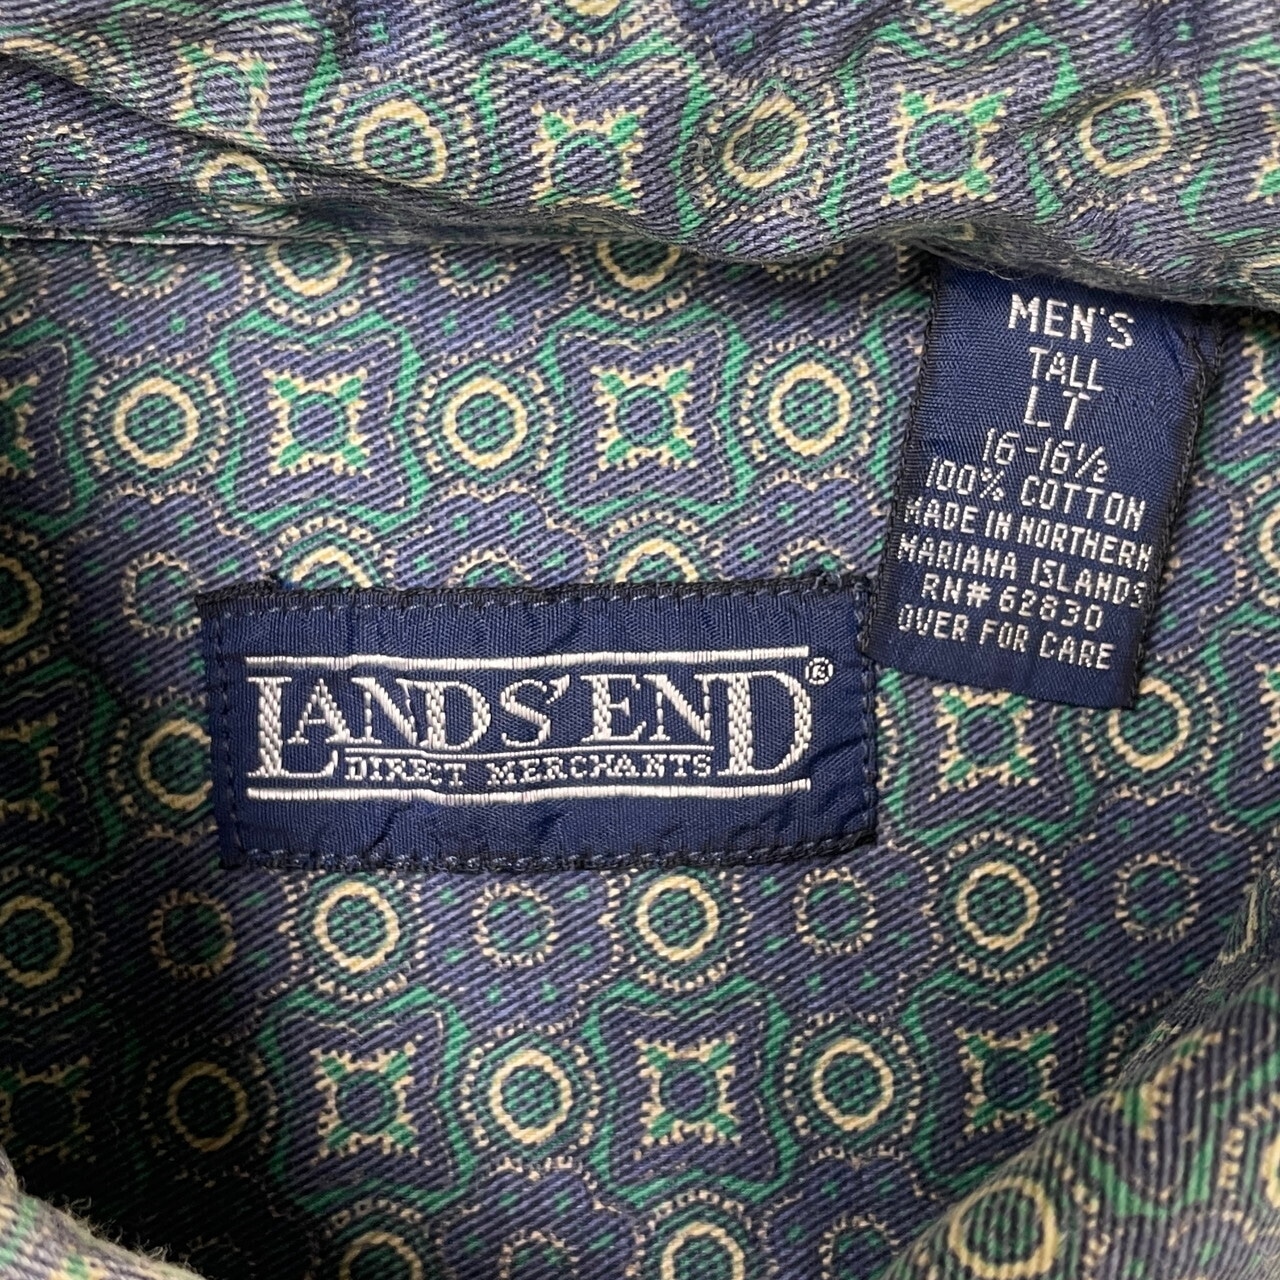 MEN'S
TALL
LT
16-16½
100% COTTON
MADE IN NORTHERN
MARIANA ISLANDS
RN# 62830
OVER FOR CARE
LANDS' END®
DIRECT MERCHANTS